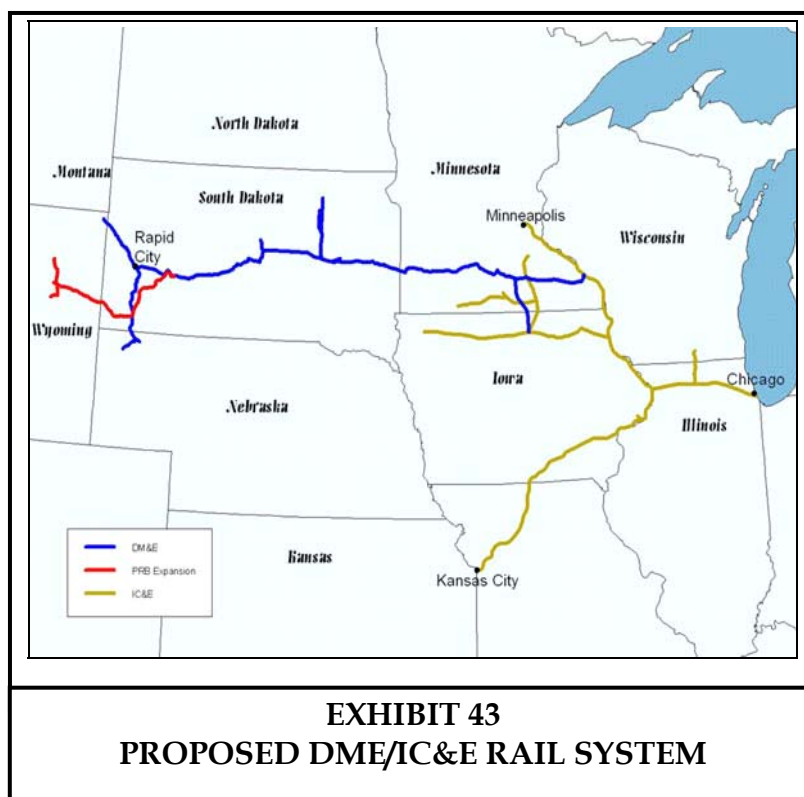 North Dakota
Montana
Minnesota
South Dakota
Minneapolis
Rapid
City
Wisconsin
Wyoming
Iowa
Chicago
Nebraska
Illinois
DM&E
PRB Expansion
IC&E
Kansas
Kansas City
EXHIBIT 43
PROPOSED DME/IC&E RAIL SYSTEM